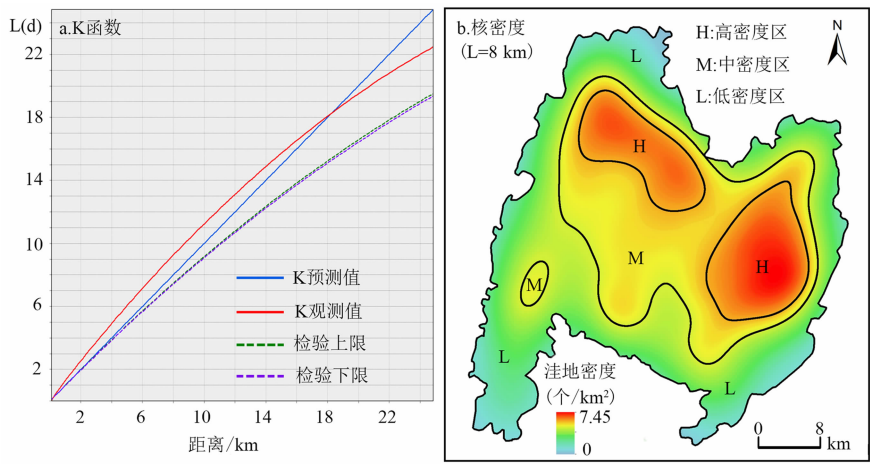 L(d)
a.K函数
22
18
14
10
6
2
K预测值
K观测值
检验上限
检验下限
2 6 10 14 18 22
距离/km
b.核密度
(L=8 km)
H:高密度区
M:中密度区
L:低密度区
N
L
H
M
H
M
L
L
洼地密度
(个/km²)
7.45
0
0 8
km